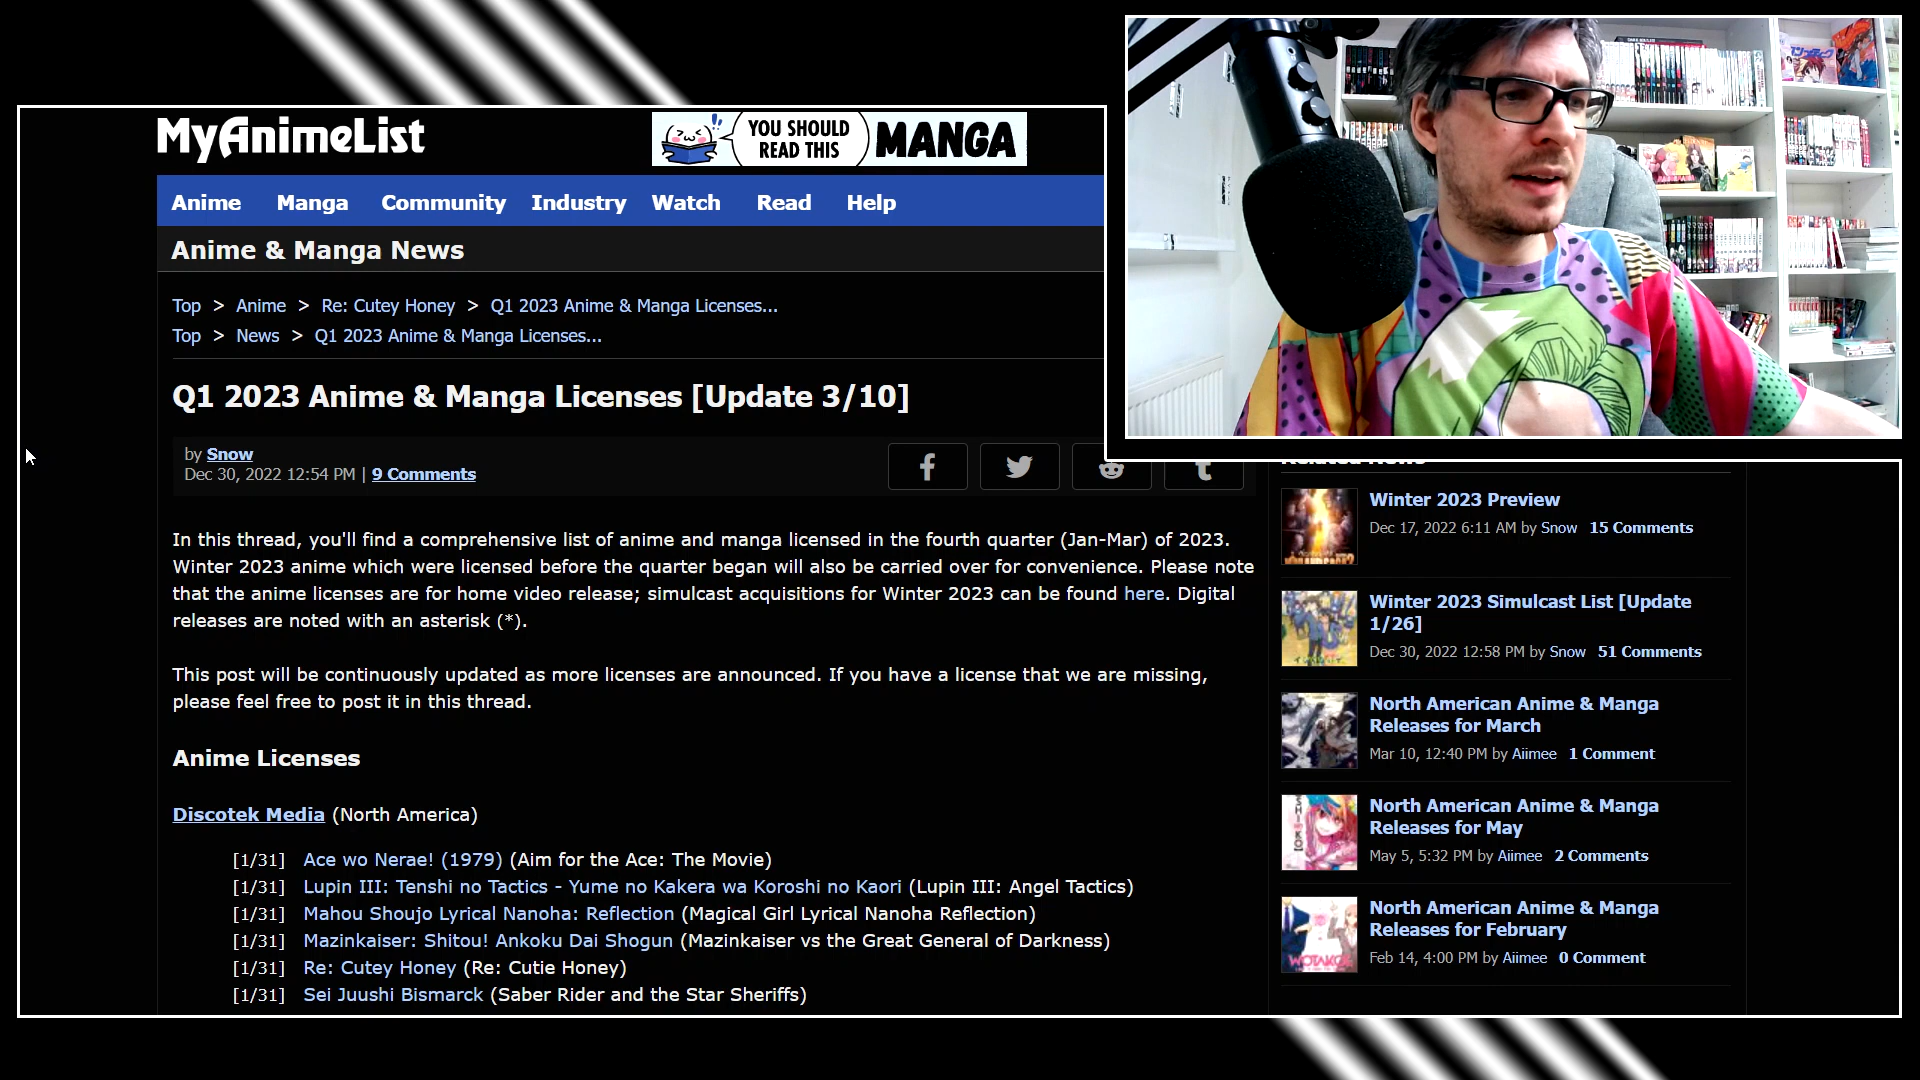 MyAnimeList
YOU SHOULD
READ THIS
MANGA
Anime Manga Community Industry Watch Read Help
Anime & Manga News
Top > Anime > Re: Cutey Honey > Q1 2023 Anime & Manga Licenses...
Top > News > Q1 2023 Anime & Manga Licenses...
Q1 2023 Anime & Manga Licenses [Update 3/10]
by Snow
Dec 30, 2022 12:54 PM | 9 Comments
In this thread, you'll find a comprehensive list of anime and manga licensed in the fourth quarter (Jan-Mar) of 2023.
Winter 2023 anime which were licensed before the quarter began will also be carried over for convenience. Please note
that the anime licenses are for home video release; simulcast acquisitions for Winter 2023 can be found here. Digital
releases are noted with an asterisk (*).
This post will be continuously updated as more licenses are announced. If you have a license that we are missing,
please feel free to post it in this thread.
Anime Licenses
Discotek Media (North America)
[1/31] Ace wo Nerae! (1979) (Aim for the Ace: The Movie)
[1/31] Lupin III: Tenshi no Tactics - Yume no Kakera wa Koroshi no Kaori (Lupin III: Angel Tactics)
[1/31] Mahou Shoujo Lyrical Nanoha: Reflection (Magical Girl Lyrical Nanoha Reflection)
[1/31] Mazinkaiser: Shitou! Ankoku Dai Shogun (Mazinkaiser vs the Great General of Darkness)
[1/31] Re: Cutey Honey (Re: Cutie Honey)
[1/31] Sei Juushi Bismarck (Saber Rider and the Star Sheriffs)
Related News
Winter 2023 Preview
Dec 17, 2022 6:11 AM by Snow 15 Comments
Winter 2023 Simulcast List [Update
1/26]
Dec 30, 2022 12:58 PM by Snow 51 Comments
North American Anime & Manga
Releases for March
Mar 10, 12:40 PM by Aiimee 1 Comment
North American Anime & Manga
Releases for May
May 5, 5:32 PM by Aiimee 2 Comments
North American Anime & Manga
Releases for February
Feb 14, 4:00 PM by Aiimee 0 Comment
WOTAKOI